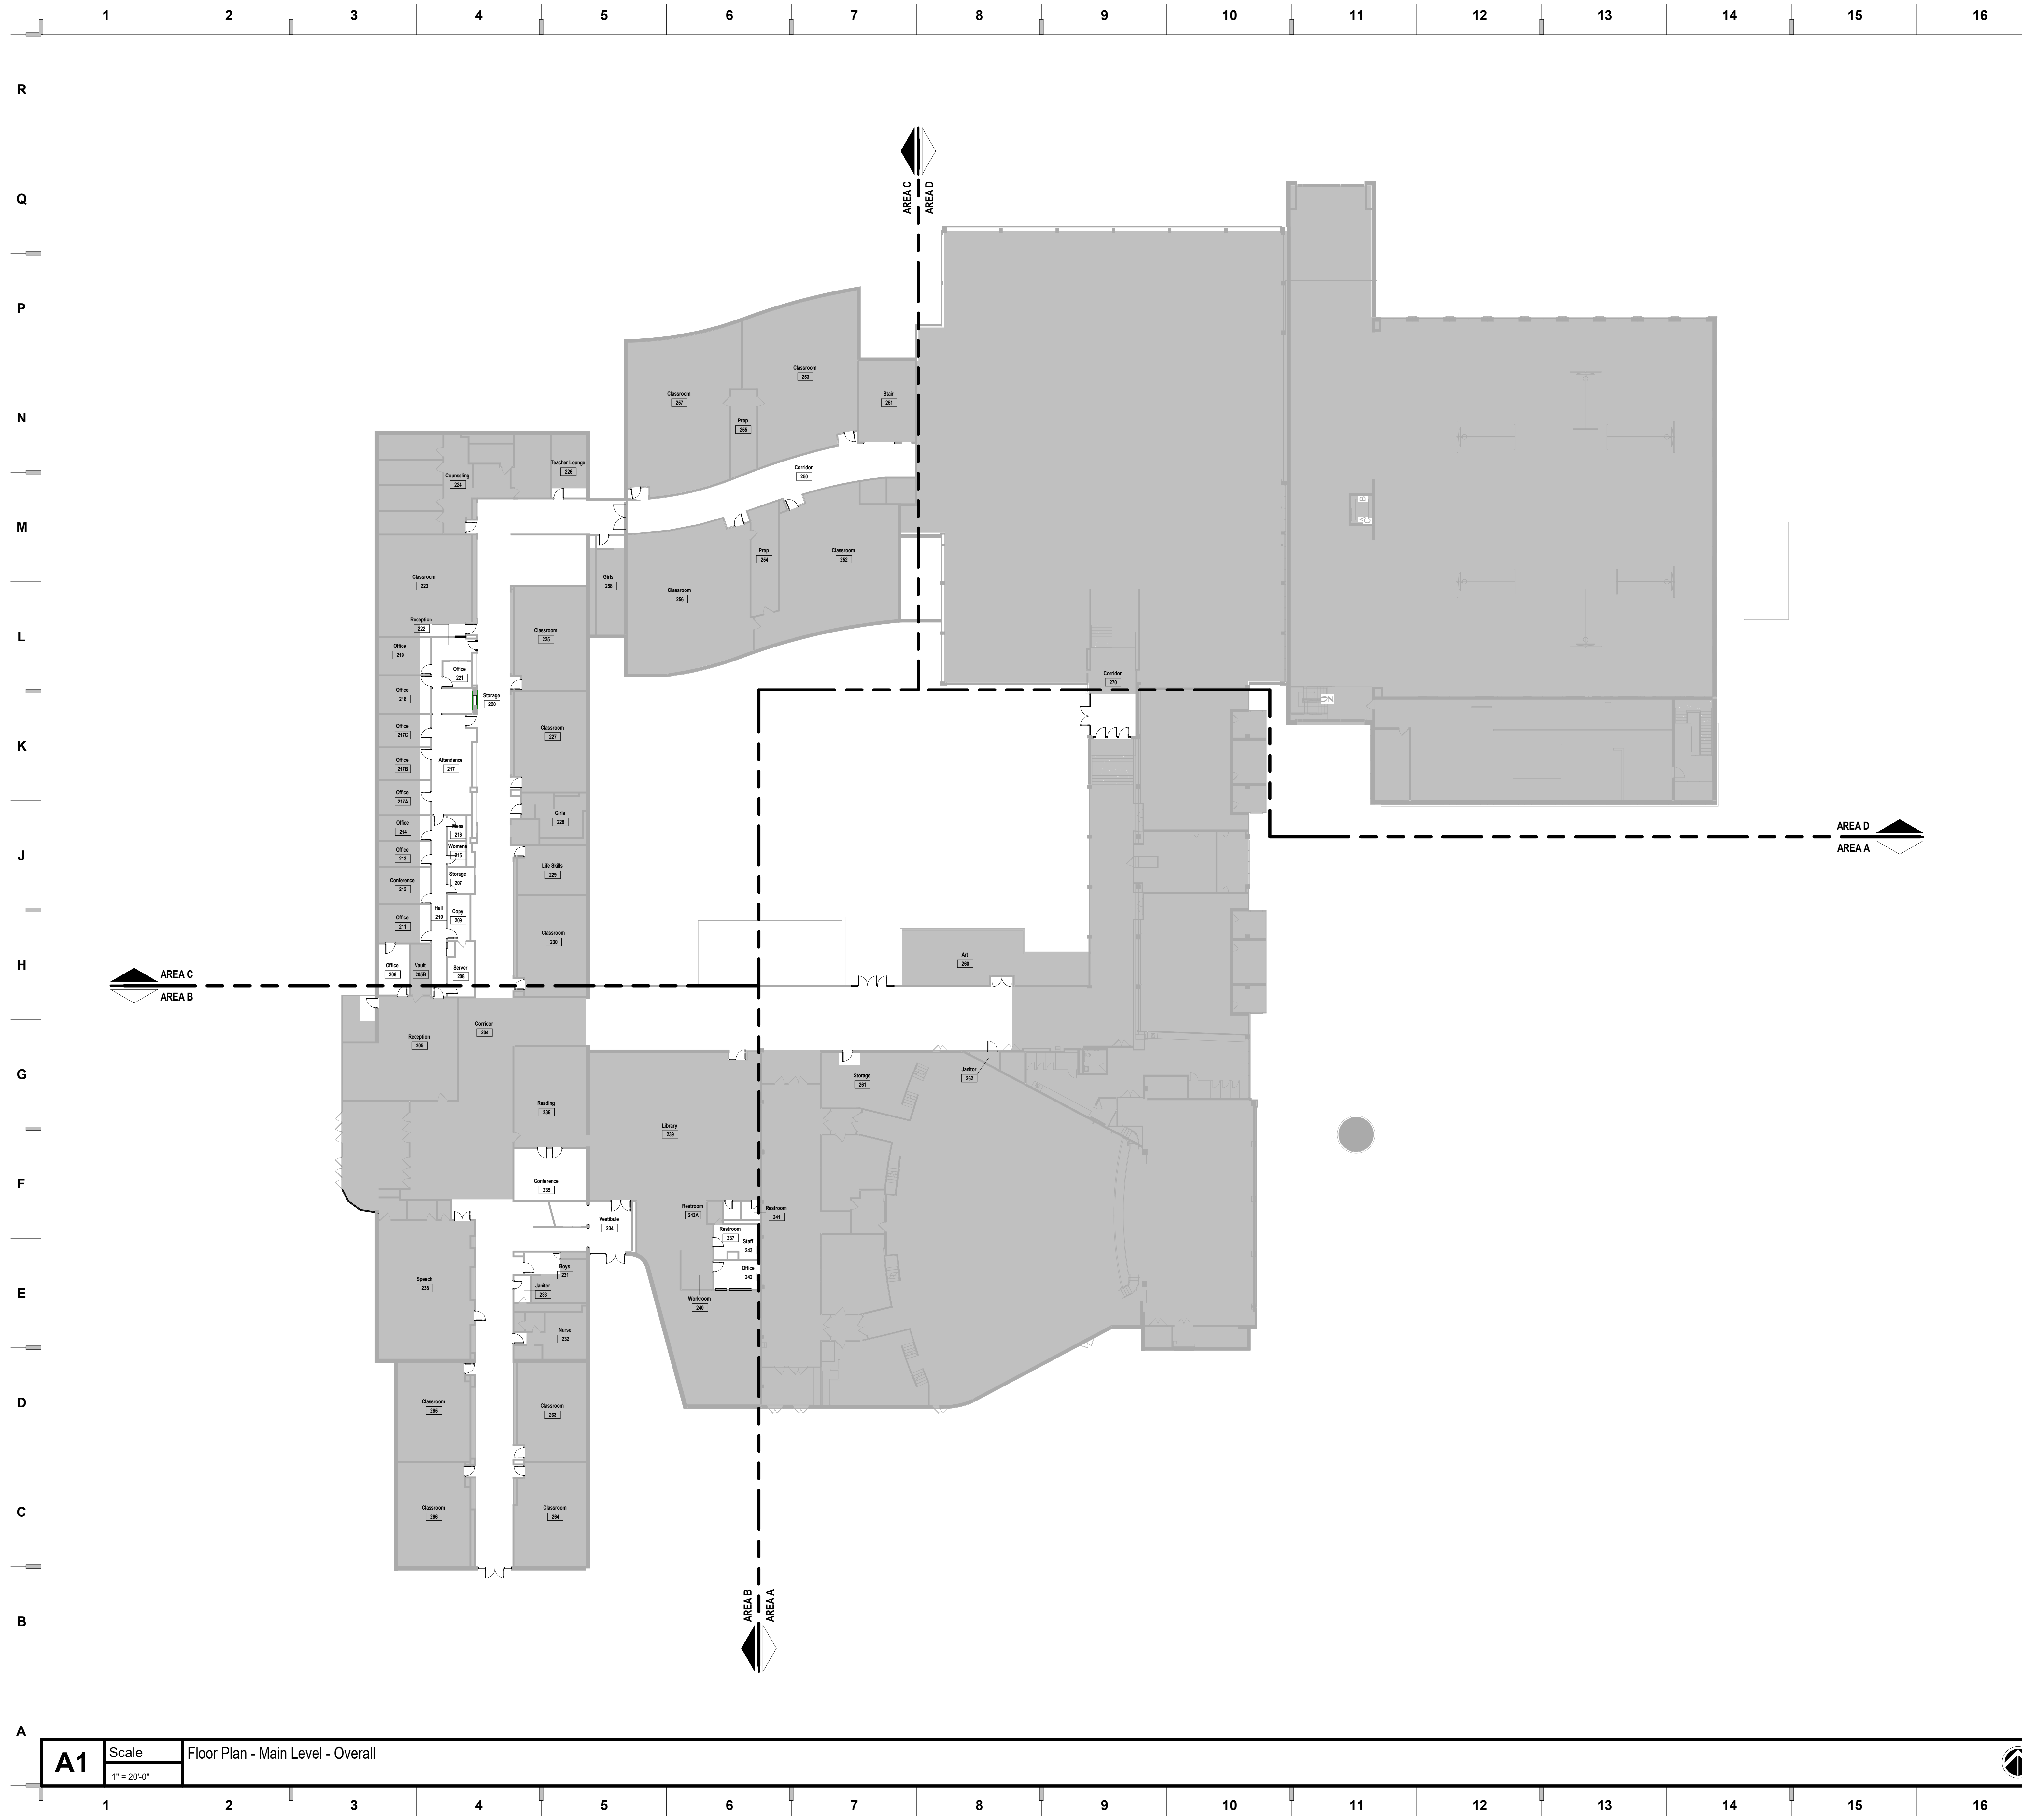 1 2 3 4 5 6 7 8 9 10 11 12 13 14 15 16
R
Q
AREA C
AREA D
P
Classroom
253
Classroom
257
Stair
251
N
Prep
255
Teacher Lounge
226
Corridor
250
Counseling
224
M
Prep
254
Classroom
252
Classroom
223
Girls
258
Classroom
256
Reception
222
L
Classroom
225
Office
219
Office
221
Corridor
270
Office
218
Storage
220
Office
217C
Classroom
227
K
Office
217B
Attendance
217
Office
217A
Girls
228
Office
214
Mens
216
AREA D
AREA A
Office
213
Womens
215
J
Life Skills
229
Conference
212
Storage
207
Hall
210
Copy
209
Office
211
Classroom
230
Art
260
H
Office
206
Vault
205B
Server
208
AREA C
AREA B
Corridor
204
Reception
205
G
Storage
261
Janitor
262
Reading
236
Library
239
F
Conference
235
Restroom
243A
Restroom
241
Vestibule
234
Restroom
237
Staff
243
Boys
231
Office
242
Speech
238
Janitor
233
E
Workroom
240
Nurse
232
D
Classroom
265
Classroom
263
C
Classroom
266
Classroom
264
AREA B
AREA A
B
A
A1
Scale
1" = 20'-0"
Floor Plan - Main Level - Overall
1 2 3 4 5 6 7 8 9 10 11 12 13 14 15 16